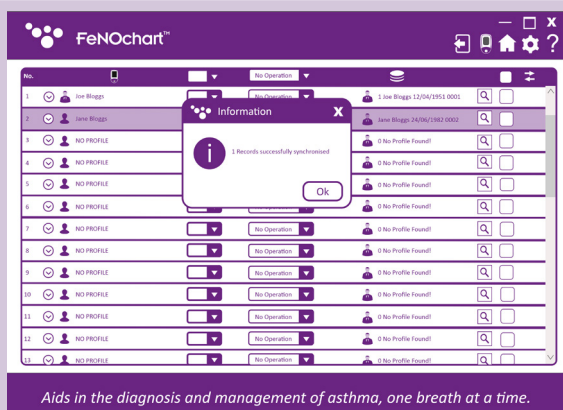 FeNOchart™
No. No Operation
1 Joe Bloggs No Operation 1 Joe Bloggs 12/04/1951 0001
2 Jane Bloggs Jane Bloggs 24/06/1982 0002
Information X
i
1 Records successfully synchronised
Ok
3 NO PROFILE 0 No Profile Found!
4 NO PROFILE 0 No Profile Found!
5 NO PROFILE 0 No Profile Found!
6 NO PROFILE No Operation 0 No Profile Found!
7 NO PROFILE No Operation 0 No Profile Found!
8 NO PROFILE No Operation 0 No Profile Found!
9 NO PROFILE No Operation 0 No Profile Found!
10 NO PROFILE No Operation 0 No Profile Found!
11 NO PROFILE No Operation 0 No Profile Found!
12 NO PROFILE No Operation 0 No Profile Found!
13 NO PROFILE No Operation 0 No Profile Found!
Aids in the diagnosis and management of asthma, one breath at a time.